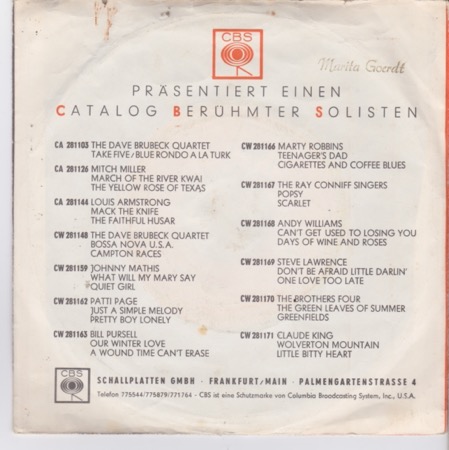 CBS
Marita Goerdt
PRÄSENTIERT EINEN
CATALOG BERÜHMTER SOLISTEN
CA 281103 THE DAVE BRUBECK QUARTET
TAKE FIVE/BLUE RONDO A LA TURK
CA 281126 MITCH MILLER
MARCH OF THE RIVER KWAI
THE YELLOW ROSE OF TEXAS
CA 281144 LOUIS ARMSTRONG
MACK THE KNIFE
THE FAITHFUL HUSAR
CW 281148 THE DAVE BRUBECK QUARTET
BOSSA NOVA U.S.A.
CAMPTON RACES
CW 281159 JOHNNY MATHIS
WHAT WILL MY MARY SAY
QUIET GIRL
CW 281162 PATTI PAGE
JUST A SIMPLE MELODY
PRETTY BOY LONELY
CW 281163 BILL PURSELL
OUR WINTER LOVE
A WOUND TIME CAN'T ERASE
CW 281166 MARTY ROBBINS
TEENAGER'S DAD
CIGARETTES AND COFFEE BLUES
CW 281167 THE RAY CONNIFF SINGERS
POPSY
SCARLET
CW 281168 ANDY WILLIAMS
CAN'T GET USED TO LOSING YOU
DAYS OF WINE AND ROSES
CW 281169 STEVE LAWRENCE
DON'T BE AFRAID LITTLE DARLIN'
ONE LOVE TOO LATE
CW 281170 THE BROTHERS FOUR
THE GREEN LEAVES OF SUMMER
GREENFIELDS
CW 281171 CLAUDE KING
WOLVERTON MOUNTAIN
LITTLE BITTY HEART
CBS
SCHALLPLATTEN GMBH · FRANKFURT/MAIN · PALMENGARTENSTRASSE 4
Telefon 775544/775879/771764 - CBS ist eine Schutzmarke von Columbia Broadcasting System, Inc., U.S.A.